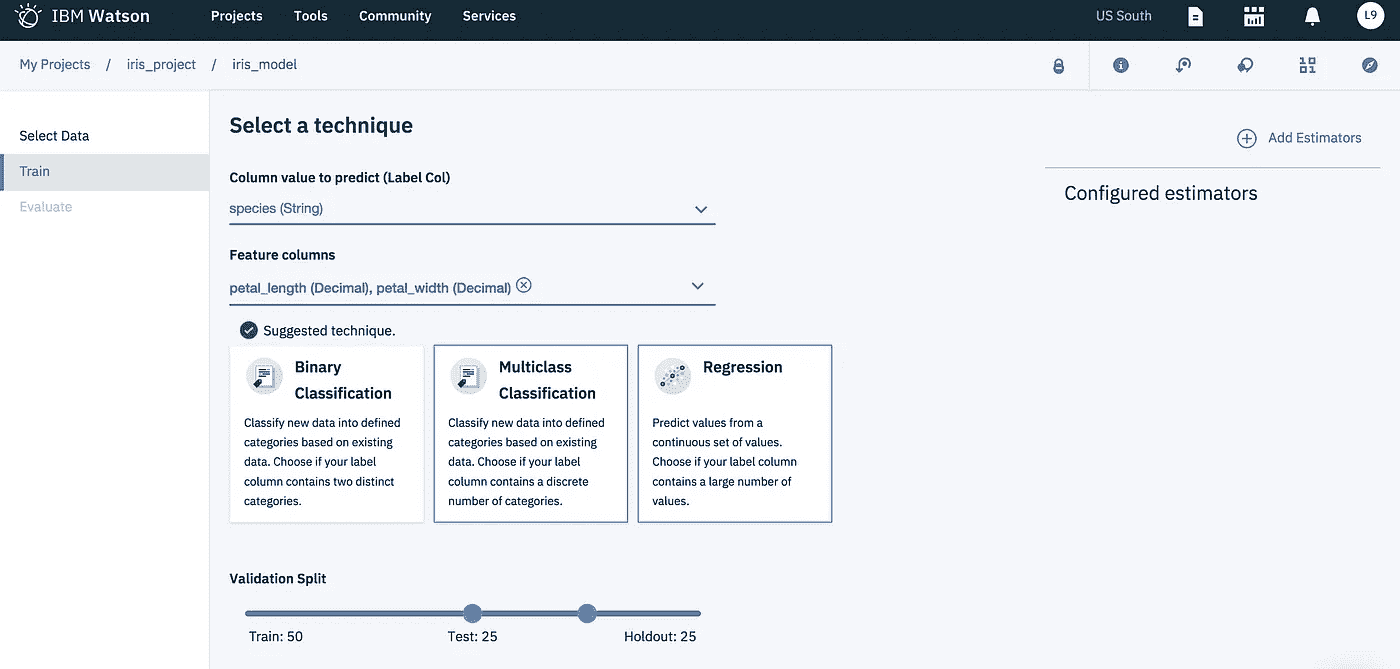 IBM Watson Projects Tools Community Services US South L9
My Projects / iris_project / iris_model
Select Data
Train
Evaluate
Select a technique
Add Estimators
Configured estimators
Column value to predict (Label Col)
species (String)
Feature columns
petal_length (Decimal), petal_width (Decimal)
Suggested technique.
Binary
Classification
Classify new data into defined
categories based on existing
data. Choose if your label
column contains two distinct
categories.
Multiclass
Classification
Classify new data into defined
categories based on existing
data. Choose if your label
column contains a discrete
number of categories.
Regression
Predict values from a
continuous set of values.
Choose if your label column
contains a large number of
values.
Validation Split
Train: 50 Test: 25 Holdout: 25